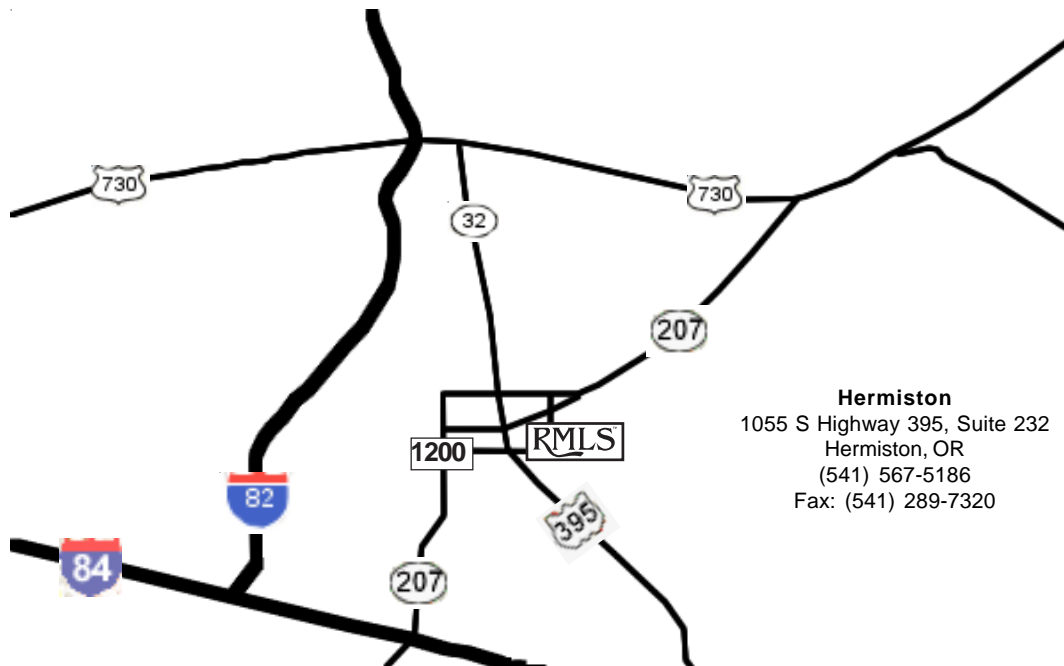 730
730
32
207
RMLS™
1200
82
395
84
207
Hermiston
1055 S Highway 395, Suite 232
Hermiston, OR
(541) 567-5186
Fax: (541) 289-7320